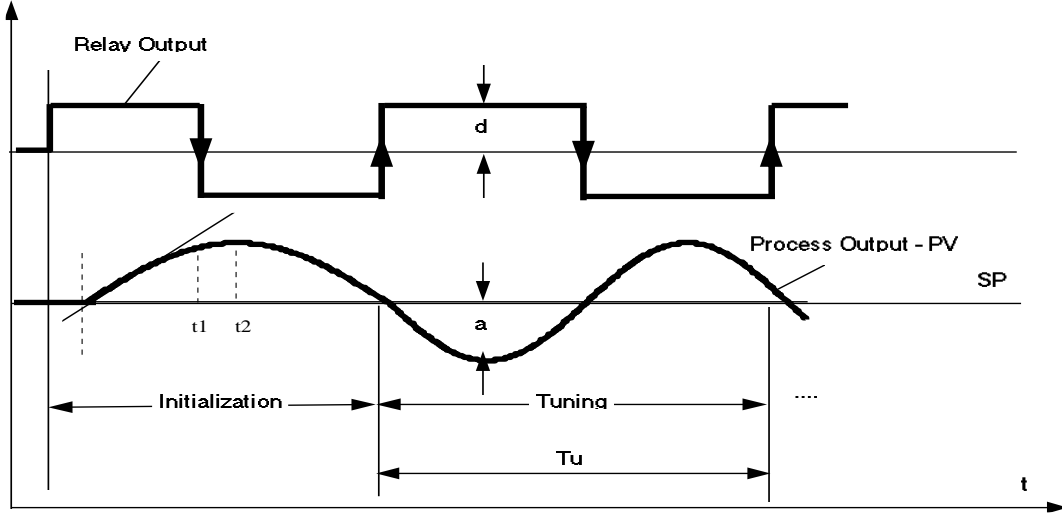 Relay Output
d
Process Output - PV
SP
a
t1 t2
Initialization
Tuning
....
Tu
t